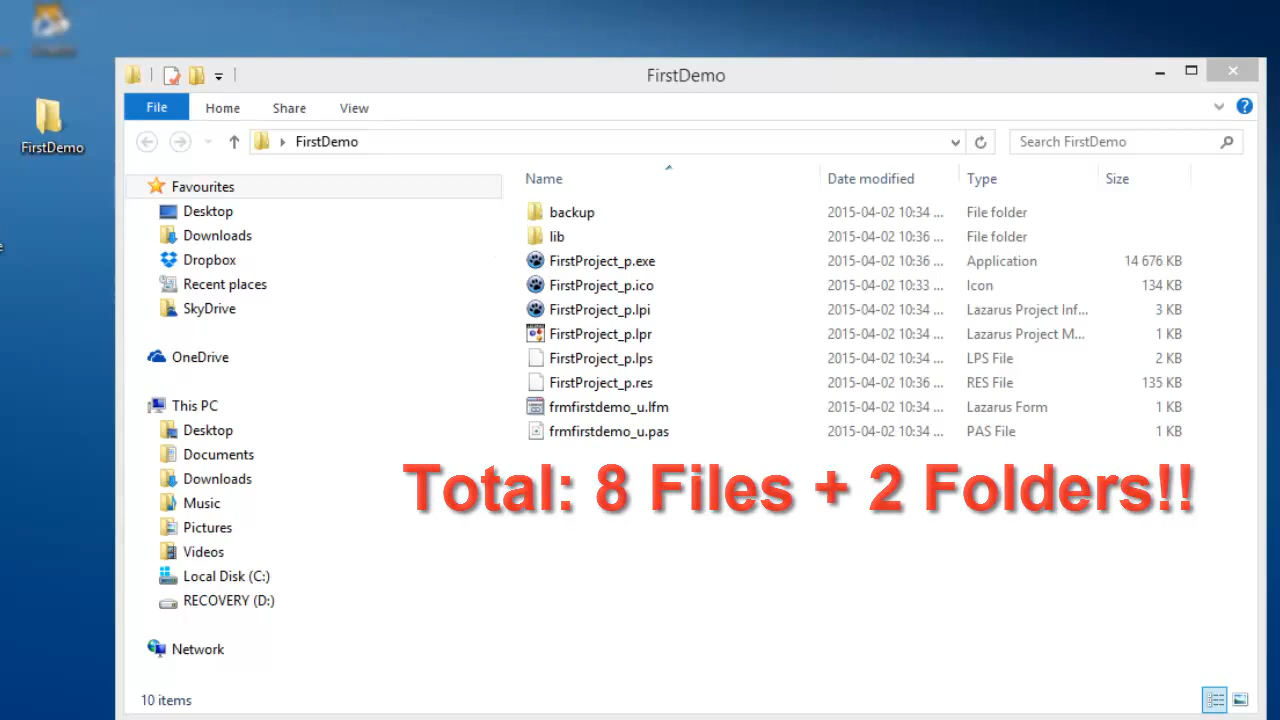 FirstDemo
FirstDemo
File Home Share View
FirstDemo
Search FirstDemo
Name Date modified Type Size
Favourites
Desktop
Downloads
Dropbox
Recent places
SkyDrive
OneDrive
This PC
Desktop
Documents
Downloads
Music
Pictures
Videos
Local Disk (C:)
RECOVERY (D:)
Network
backup 2015-04-02 10:34 ... File folder
lib 2015-04-02 10:36 ... File folder
FirstProject_p.exe 2015-04-02 10:36 ... Application 14 676 KB
FirstProject_p.ico 2015-04-02 10:33 ... Icon 134 KB
FirstProject_p.lpi 2015-04-02 10:34 ... Lazarus Project Inf... 3 KB
FirstProject_p.lpr 2015-04-02 10:34 ... Lazarus Project M... 1 KB
FirstProject_p.lps 2015-04-02 10:34 ... LPS File 2 KB
FirstProject_p.res 2015-04-02 10:36 ... RES File 135 KB
frmfirstdemo_u.lfm 2015-04-02 10:34 ... Lazarus Form 1 KB
frmfirstdemo_u.pas 2015-04-02 10:34 ... PAS File 1 KB
Total: 8 Files + 2 Folders!!
10 items